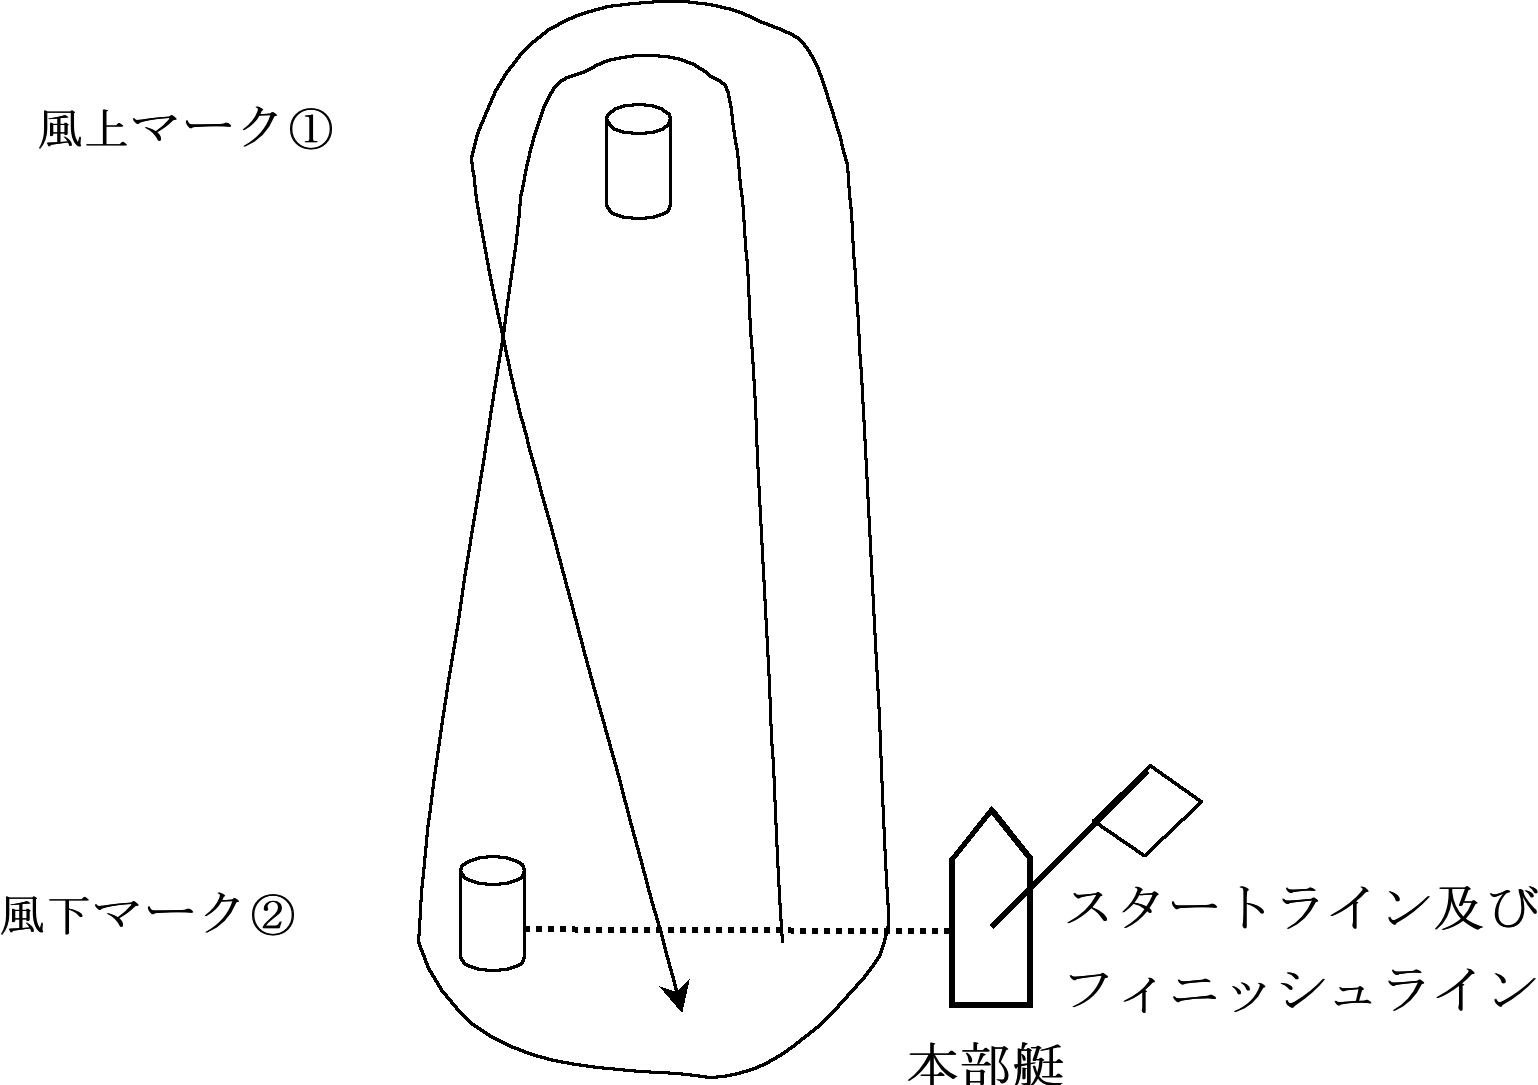 風上マーク①
風下マーク②
スタートライン及び
フィニッシュライン
本部艇